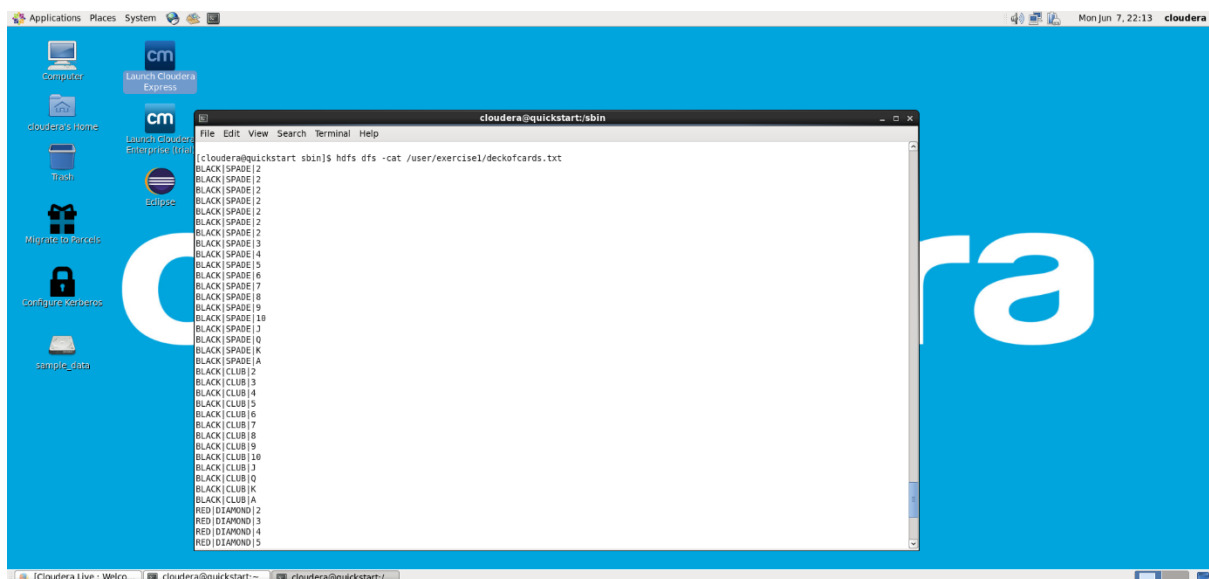 Applications Places System
Mon Jun 7, 22:13 cloudera
Computer
cm
Launch Cloudera
Express
cloudera's Home
cm
Launch Cloudera
Enterprise (trial)
Trash
Eclipse
Migrate to Parcels
Configure Kerberos
sample_data
cloudera@quickstart:/sbin
File Edit View Search Terminal Help
[cloudera@quickstart sbin]$ hdfs dfs -cat /user/exercise1/deckofcards.txt
BLACK|SPADE|2
BLACK|SPADE|2
BLACK|SPADE|2
BLACK|SPADE|2
BLACK|SPADE|2
BLACK|SPADE|2
BLACK|SPADE|2
BLACK|SPADE|3
BLACK|SPADE|4
BLACK|SPADE|5
BLACK|SPADE|6
BLACK|SPADE|7
BLACK|SPADE|8
BLACK|SPADE|9
BLACK|SPADE|10
BLACK|SPADE|J
BLACK|SPADE|Q
BLACK|SPADE|K
BLACK|SPADE|A
BLACK|CLUB|2
BLACK|CLUB|3
BLACK|CLUB|4
BLACK|CLUB|5
BLACK|CLUB|6
BLACK|CLUB|7
BLACK|CLUB|8
BLACK|CLUB|9
BLACK|CLUB|10
BLACK|CLUB|J
BLACK|CLUB|Q
BLACK|CLUB|K
BLACK|CLUB|A
RED|DIAMOND|2
RED|DIAMOND|3
RED|DIAMOND|4
RED|DIAMOND|5
ra
[Cloudera Live : Welco... cloudera@quickstart:~ cloudera@quickstart:/...